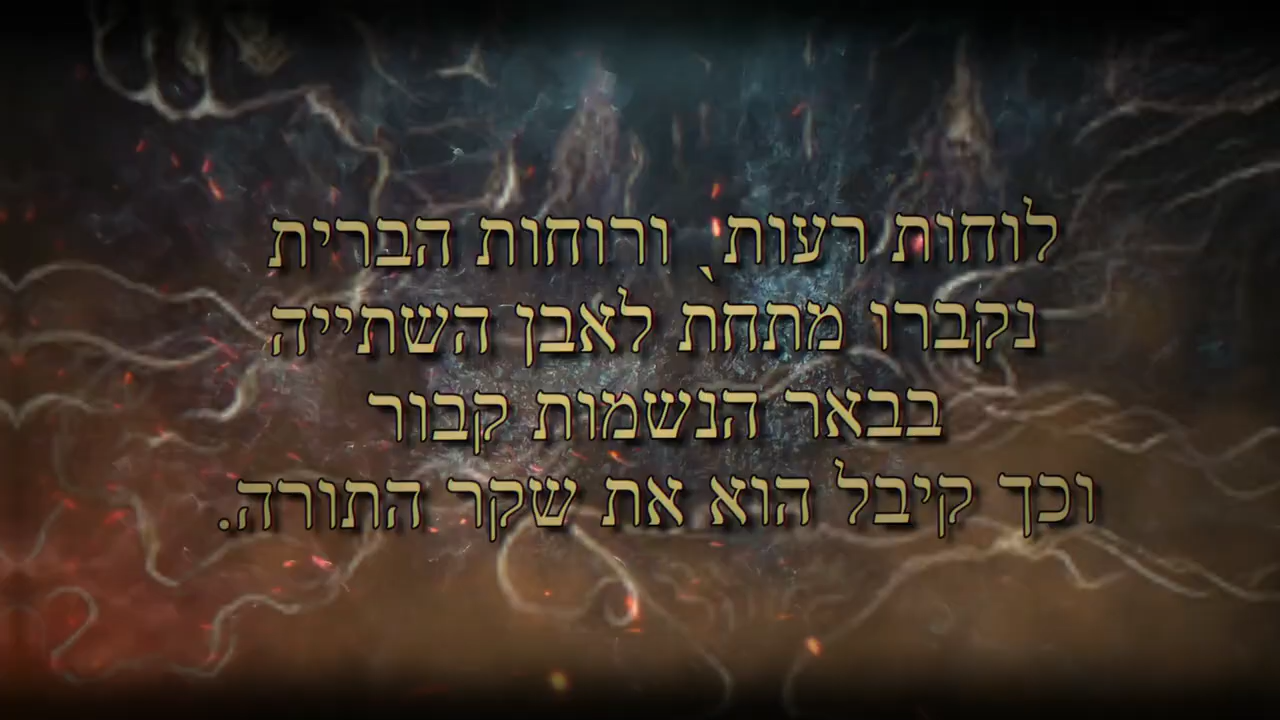 לוחות רעות, ורוחות הברית
נקברו מתחת לאבן השתייה
בבאר הנשמות קבור
וכך קיבל הוא את שקר התורה.